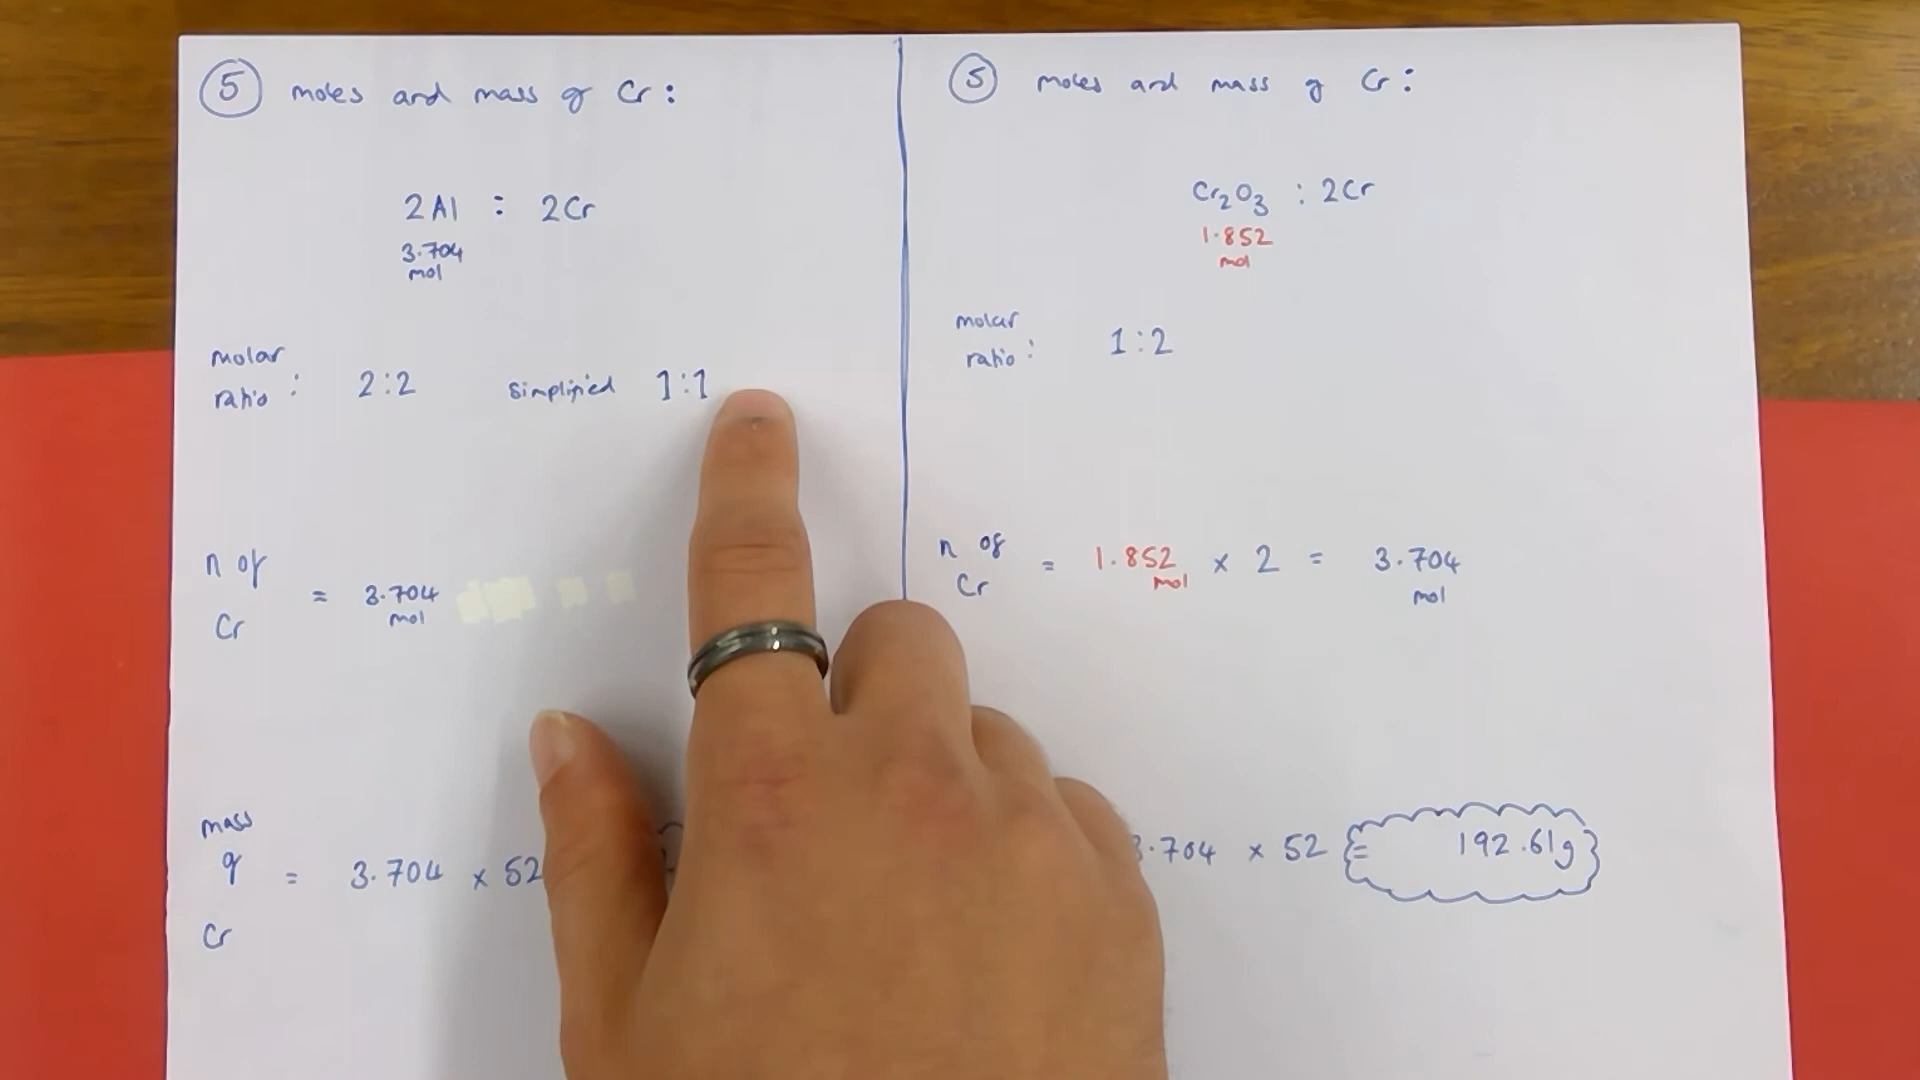 5 moles and mass of Cr:
2Al : 2Cr
3.704
mol
molar
ratio : 2:2 simplified 1:1
n of
Cr = 3.704
mol
mass
of = 3.704 x 52
Cr
5 moles and mass of Cr:
Cr2O3 : 2Cr
1.852
mol
molar
ratio : 1:2
n of
Cr = 1.852 mol x 2 = 3.704
mol
3.704 x 52 = 192.61g